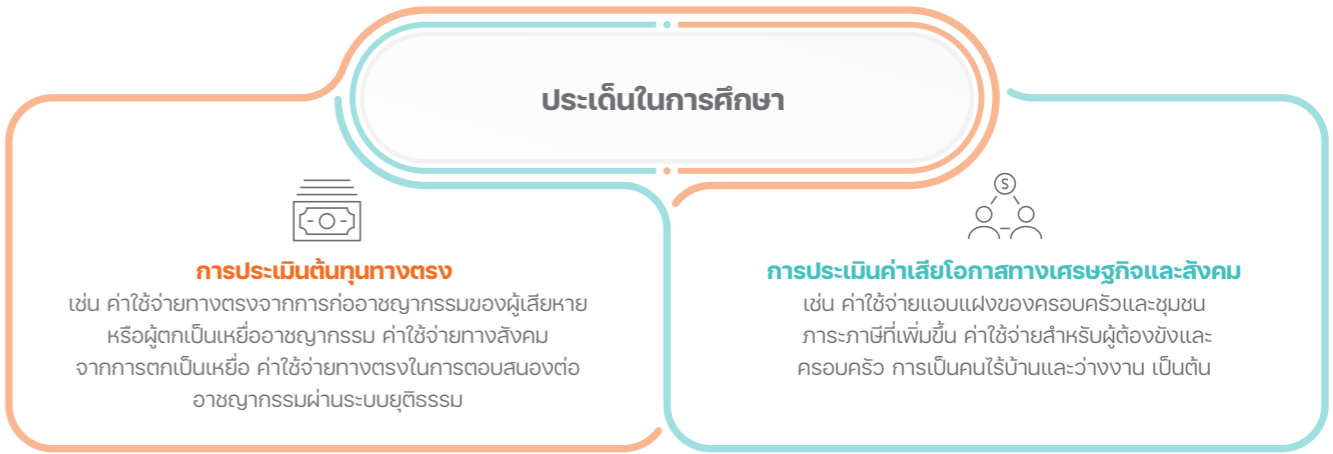 ประเด็นในการศึกษา
การประเมินต้นทุนทางตรง
เช่น ค่าใช้จ่ายทางตรงจากการก่ออาชญากรรมของผู้เสียหาย
หรือผู้ตกเป็นเหยื่ออาชญากรรม ค่าใช้จ่ายทางสังคม
จากการตกเป็นเหยื่อ ค่าใช้จ่ายทางตรงในการตอบสนองต่อ
อาชญากรรมผ่านระบบยุติธรรม
S
การประเมินค่าเสียโอกาสทางเศรษฐกิจและสังคม
เช่น ค่าใช้จ่ายแอบแฝงของครอบครัวและชุมชน
ภาระภาษีที่เพิ่มขึ้น ค่าใช้จ่ายสำหรับผู้ต้องขังและ
ครอบครัว การเป็นคนไร้บ้านและว่างงาน เป็นต้น